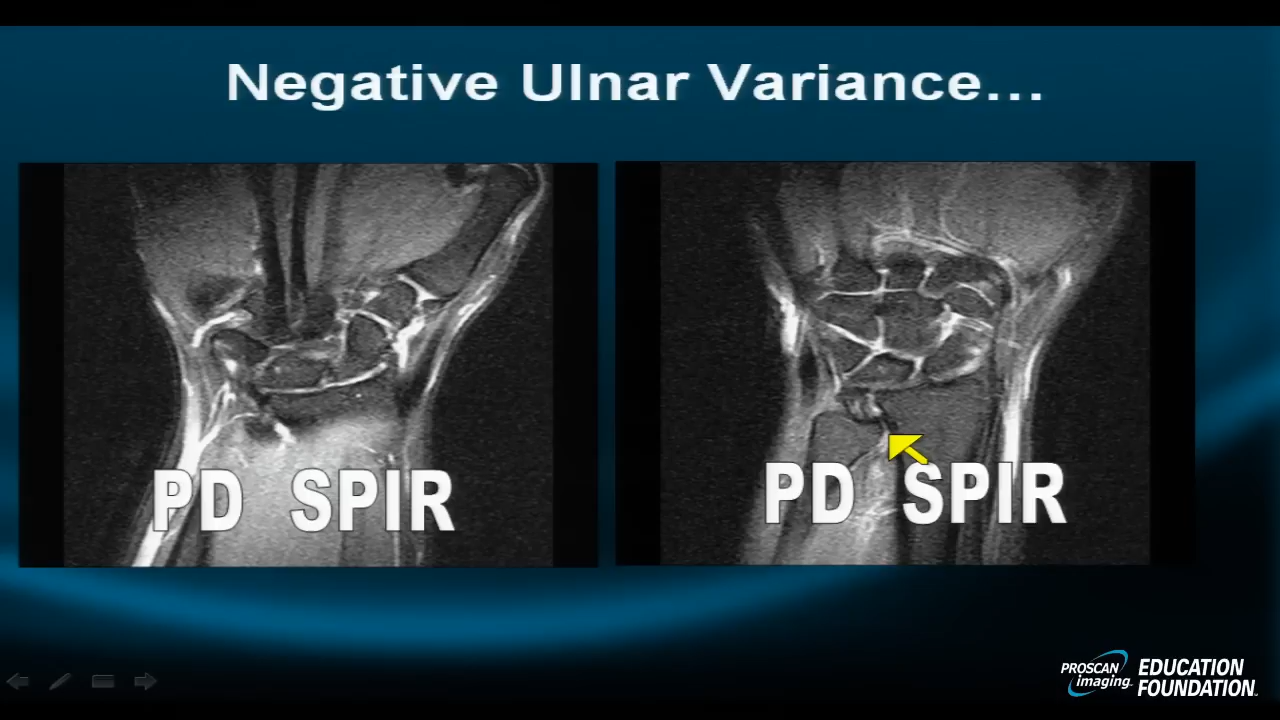 Negative Ulnar Variance...
PD SPIR
PD SPIR
PROSCAN
imaging
EDUCATION
FOUNDATION